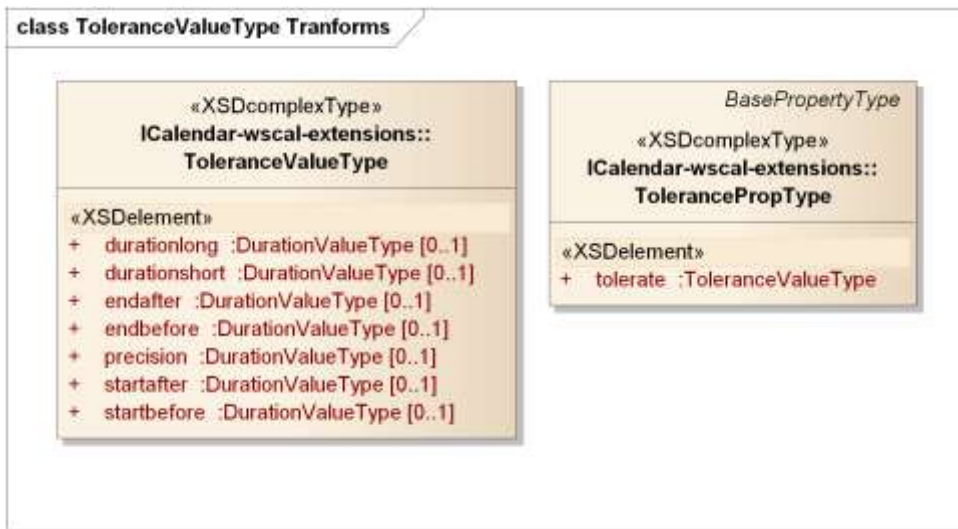 class ToleranceValueType Tranforms
«XSDcomplexType»
ICalendar-wscal-extensions::
ToleranceValueType
«XSDelement»
+ durationlong :DurationValueType [0..1]
+ durationshort :DurationValueType [0..1]
+ endafter :DurationValueType [0..1]
+ endbefore :DurationValueType [0..1]
+ precision :DurationValueType [0..1]
+ startafter :DurationValueType [0..1]
+ startbefore :DurationValueType [0..1]
BasePropertyType
«XSDcomplexType»
ICalendar-wscal-extensions::
TolerancePropType
«XSDelement»
+ tolerate :ToleranceValueType